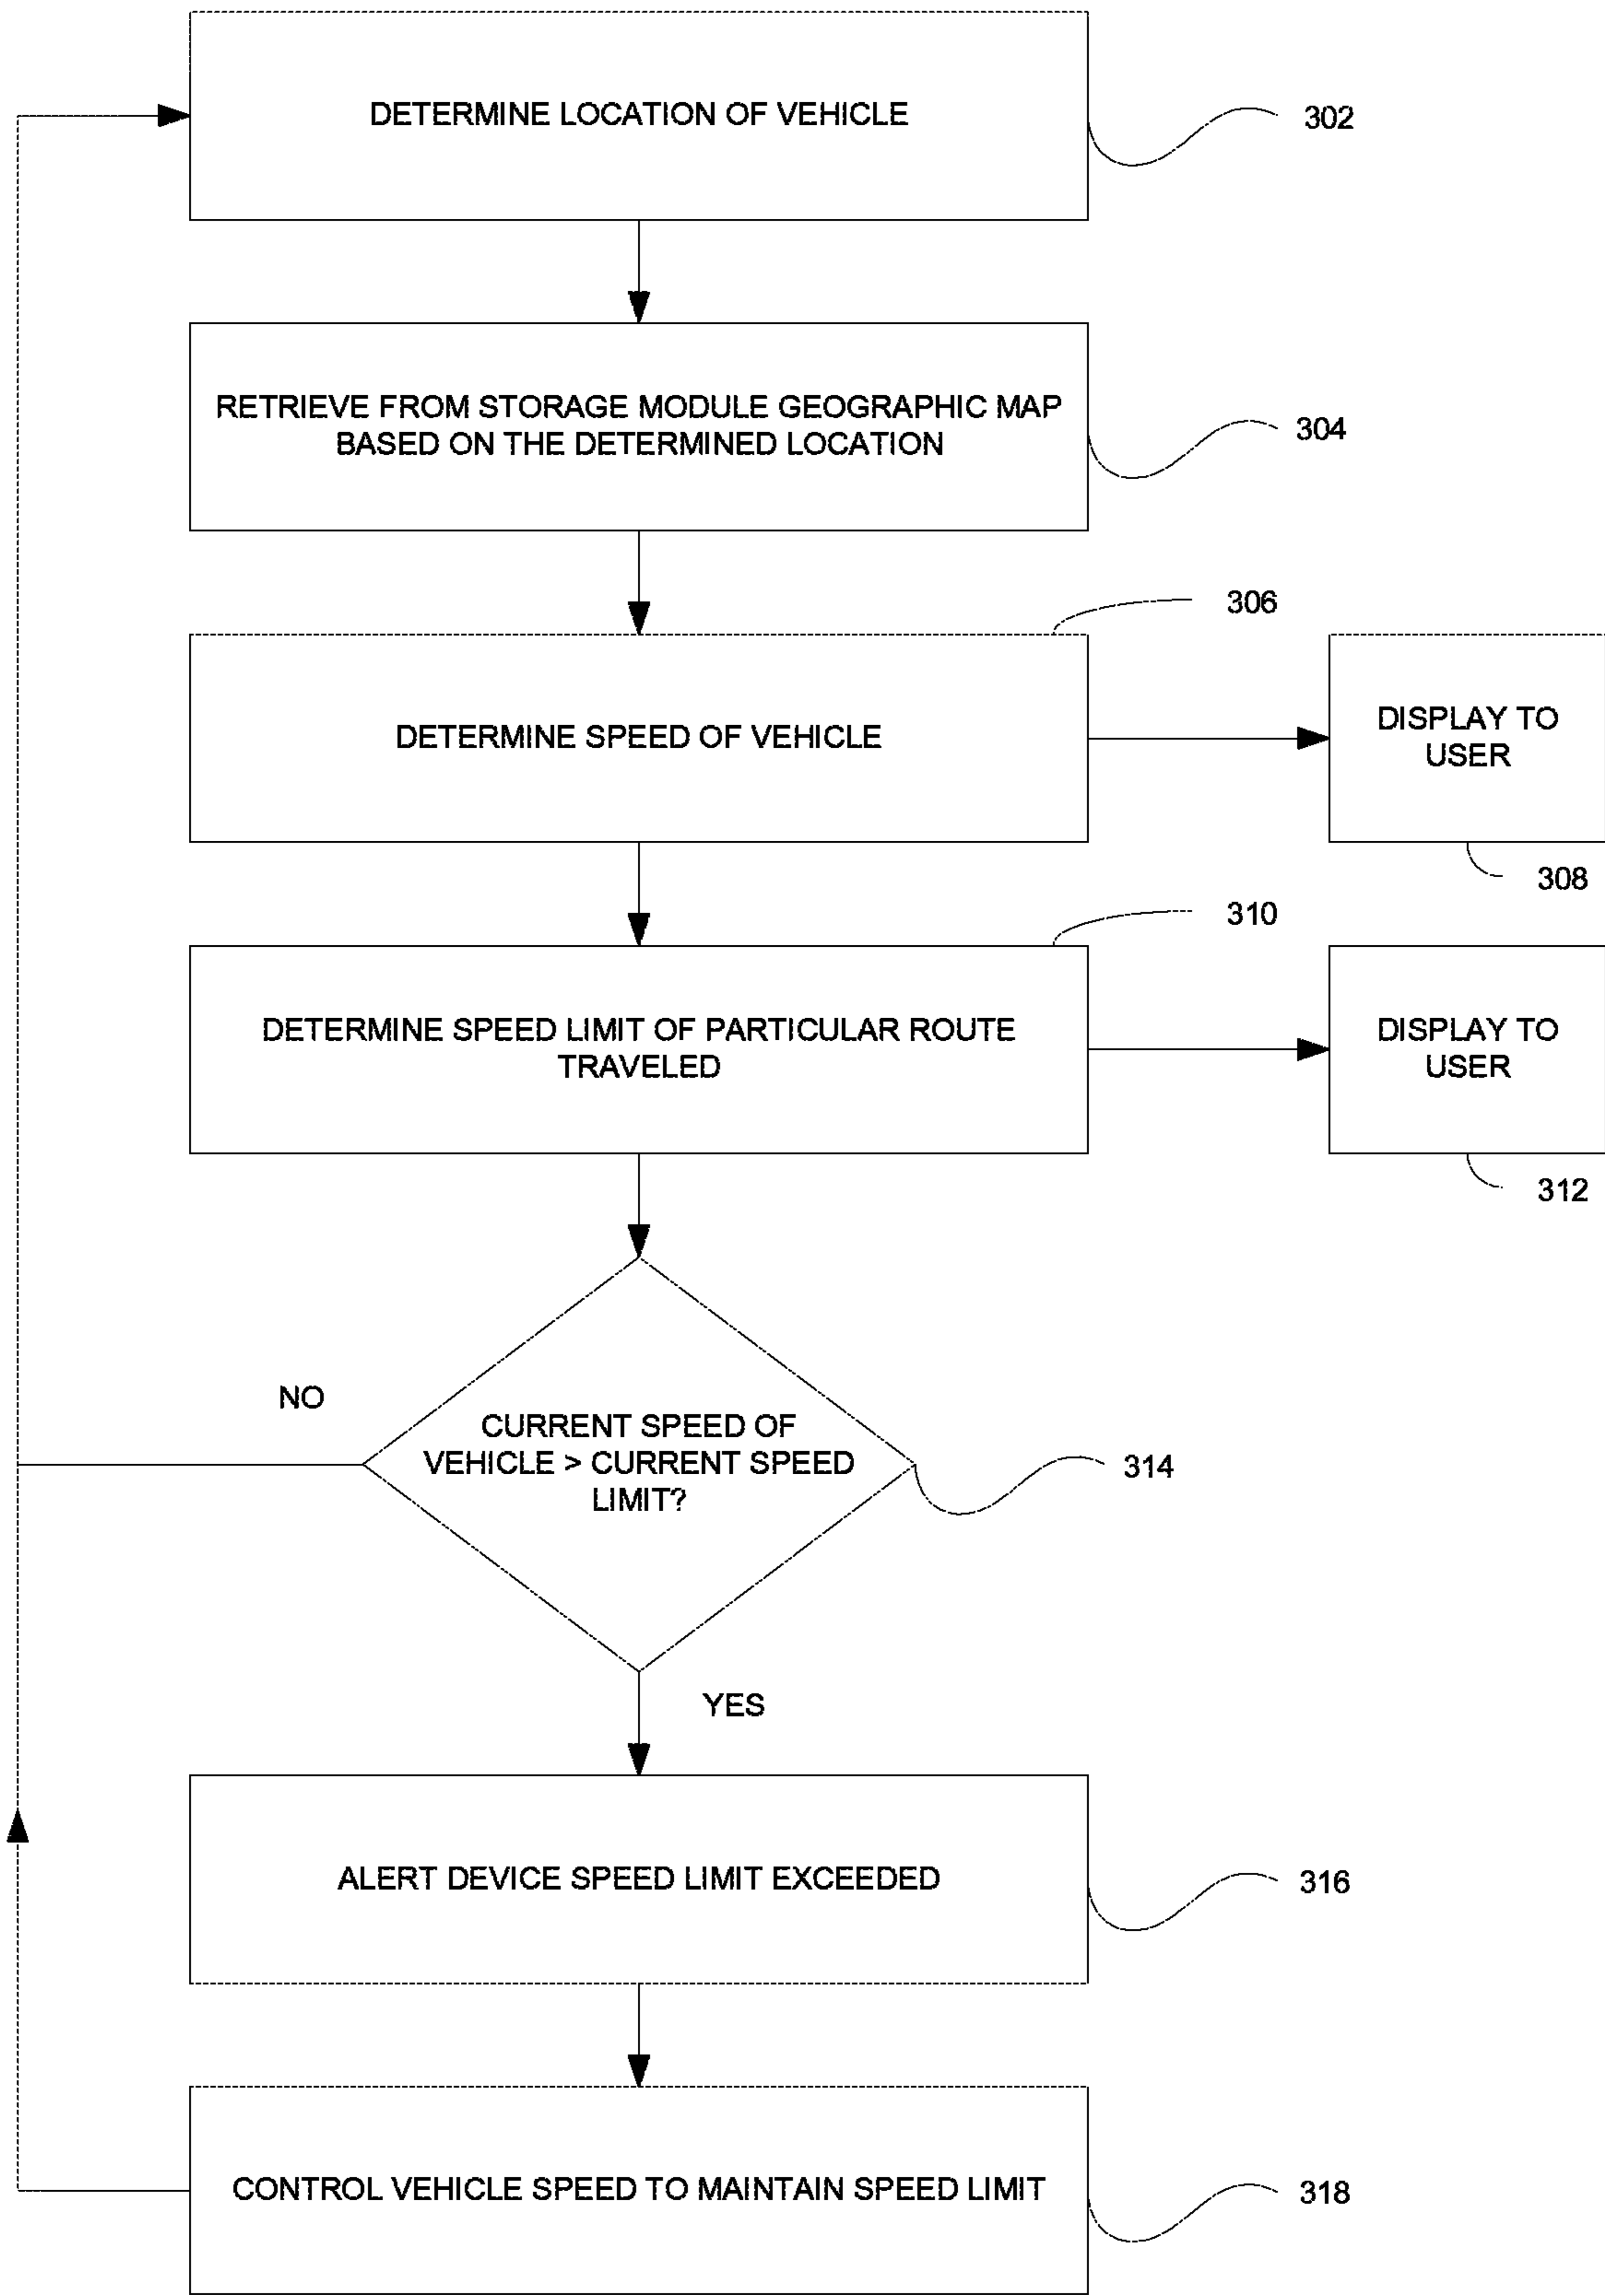 DETERMINE LOCATION OF VEHICLE
302
RETRIEVE FROM STORAGE MODULE GEOGRAPHIC MAP
BASED ON THE DETERMINED LOCATION
304
306
DETERMINE SPEED OF VEHICLE
DISPLAY TO
USER
308
310
DETERMINE SPEED LIMIT OF PARTICULAR ROUTE
TRAVELED
DISPLAY TO
USER
312
NO
CURRENT SPEED OF
VEHICLE > CURRENT SPEED
LIMIT?
314
YES
ALERT DEVICE SPEED LIMIT EXCEEDED
316
CONTROL VEHICLE SPEED TO MAINTAIN SPEED LIMIT
318